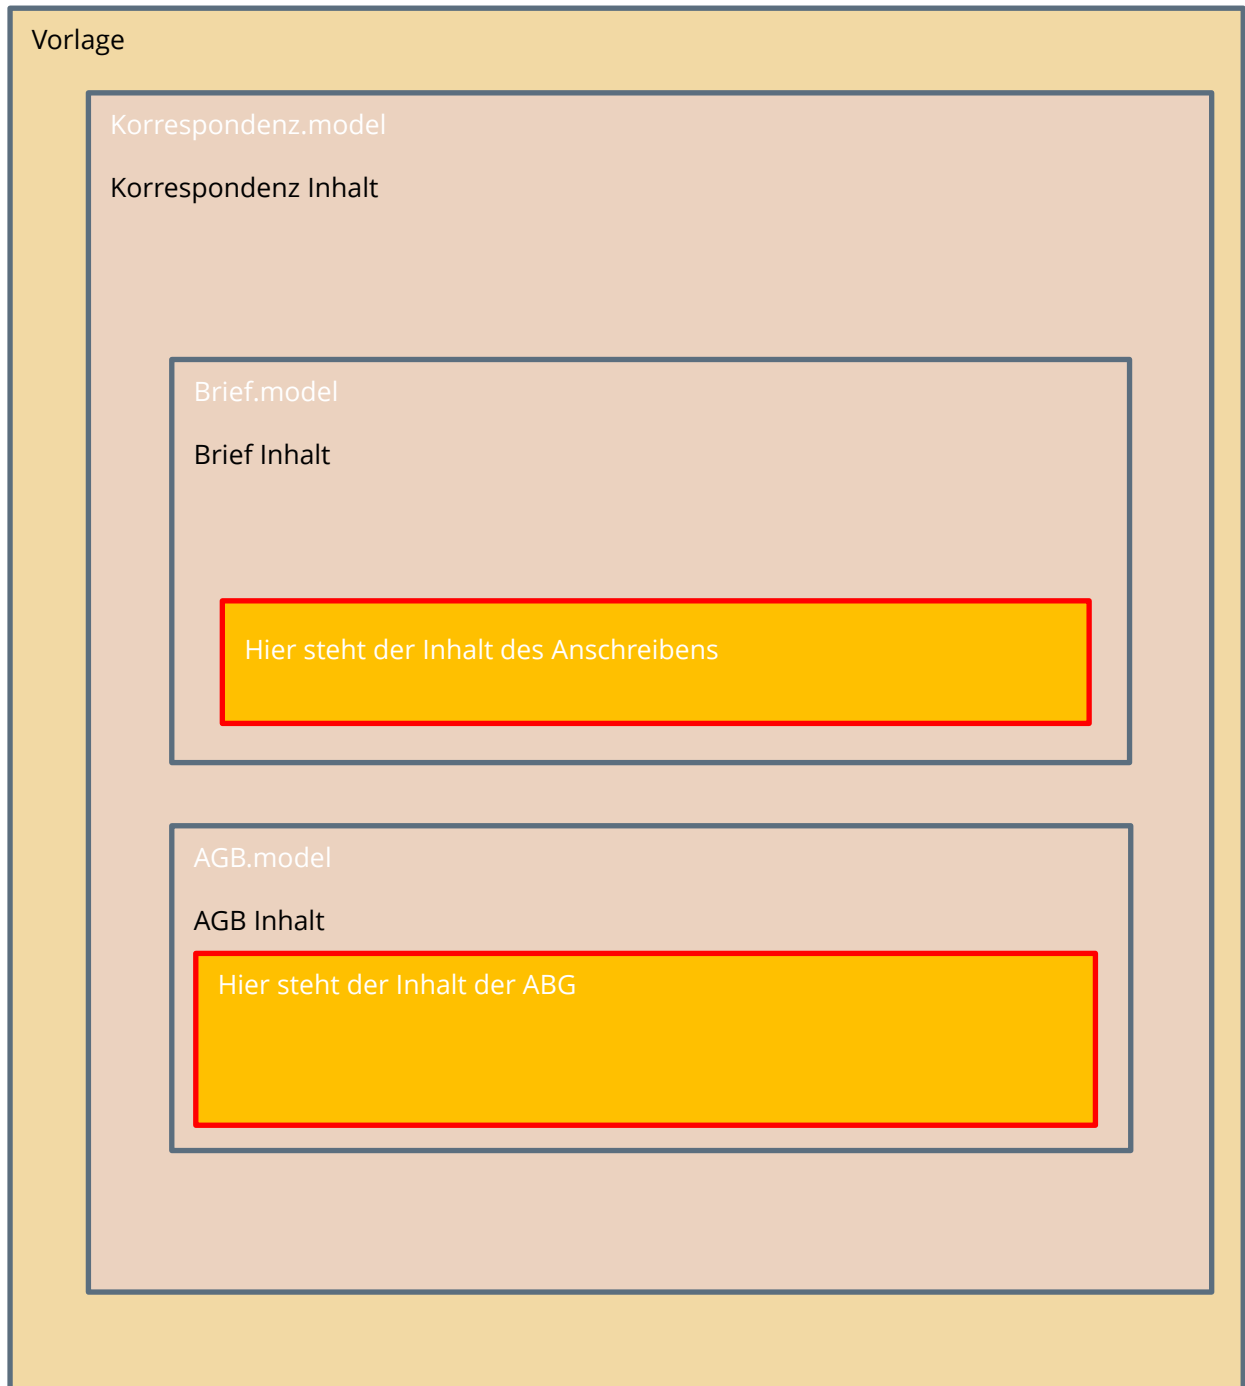 Vorlage
Korrespondenz.model
Korrespondenz Inhalt
Brief.model
Brief Inhalt
Hier steht der Inhalt des Anschreibens
AGB.model
AGB Inhalt
Hier steht der Inhalt der ABG